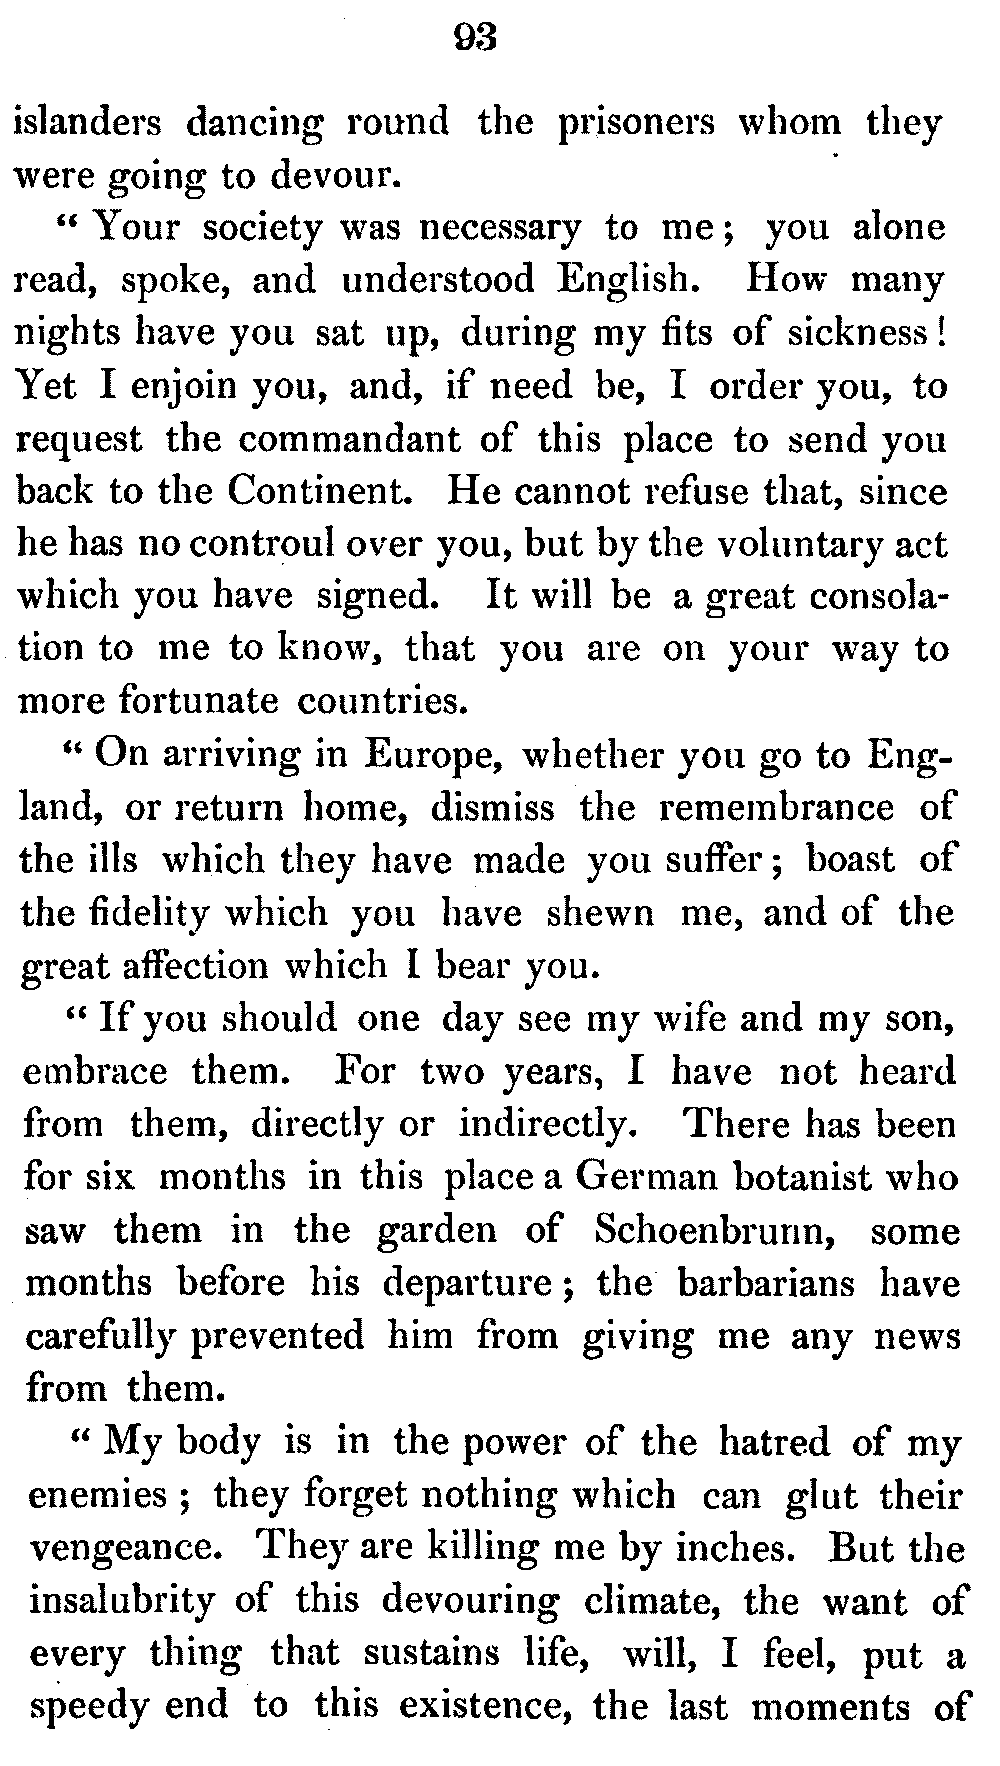 93
islanders dancing round the prisoners whom they
were going to devour.
“ Your society was necessary to me ; you alone
read, spoke, and understood English. How many
nights have you sat up, during my fits of sickness !
Yet I enjoin you, and, if need be, I order you, to
request the commandant of this place to send you
back to the Continent. He cannot refuse that, since
he has no controul over you, but by the voluntary act
which you have signed. It will be a great consola-
tion to me to know, that you are on your way to
more fortunate countries.
“ On arriving in Europe, whether you go to Eng-
land, or return home, dismiss the remembrance of
the ills which they have made you suffer ; boast of
the fidelity which you have shewn me, and of the
great affection which I bear you.
“ If you should one day see my wife and my son,
embrace them. For two years, I have not heard
from them, directly or indirectly. There has been
for six months in this place a German botanist who
saw them in the garden of Schoenbrunn, some
months before his departure ; the barbarians have
carefully prevented him from giving me any news
from them.
“ My body is in the power of the hatred of my
enemies ; they forget nothing which can glut their
vengeance. They are killing me by inches. But the
insalubrity of this devouring climate, the want of
every thing that sustains life, will, I feel, put a
speedy end to this existence, the last moments of